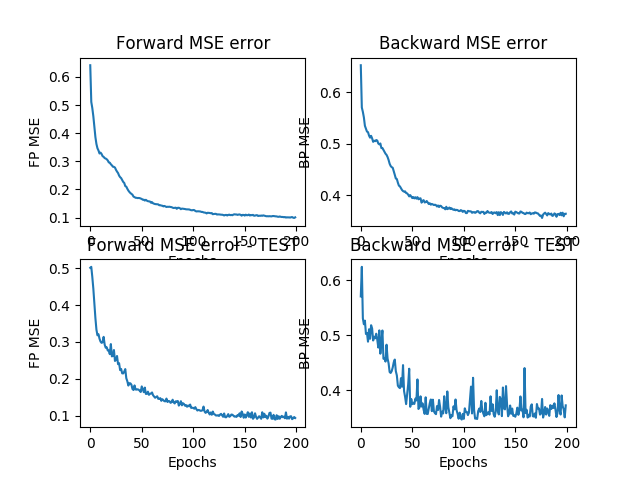 Forward MSE error
Backward MSE error
FP MSE
0.6
0.5
0.4
0.3
0.2
0.1
0 50 100 150 200
Epochs
BP MSE
0.6
0.5
0.4
0 50 100 150 200
Forward MSE error - TEST
Backward MSE error - TEST
FP MSE
0.5
0.4
0.3
0.2
0.1
0 50 100 150 200
Epochs
BP MSE
0.6
0.5
0.4
0 50 100 150 200
Epochs